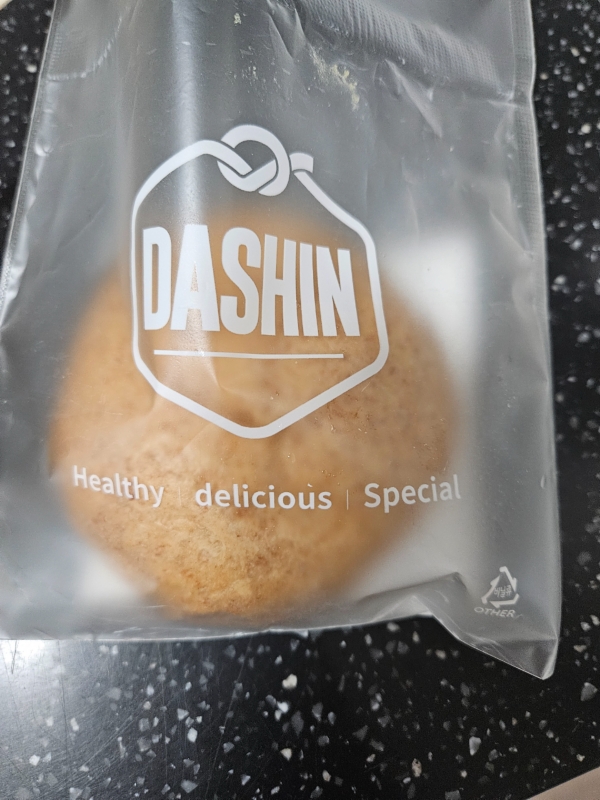 DASHIN
Healthy | delicious | Special
OTHER